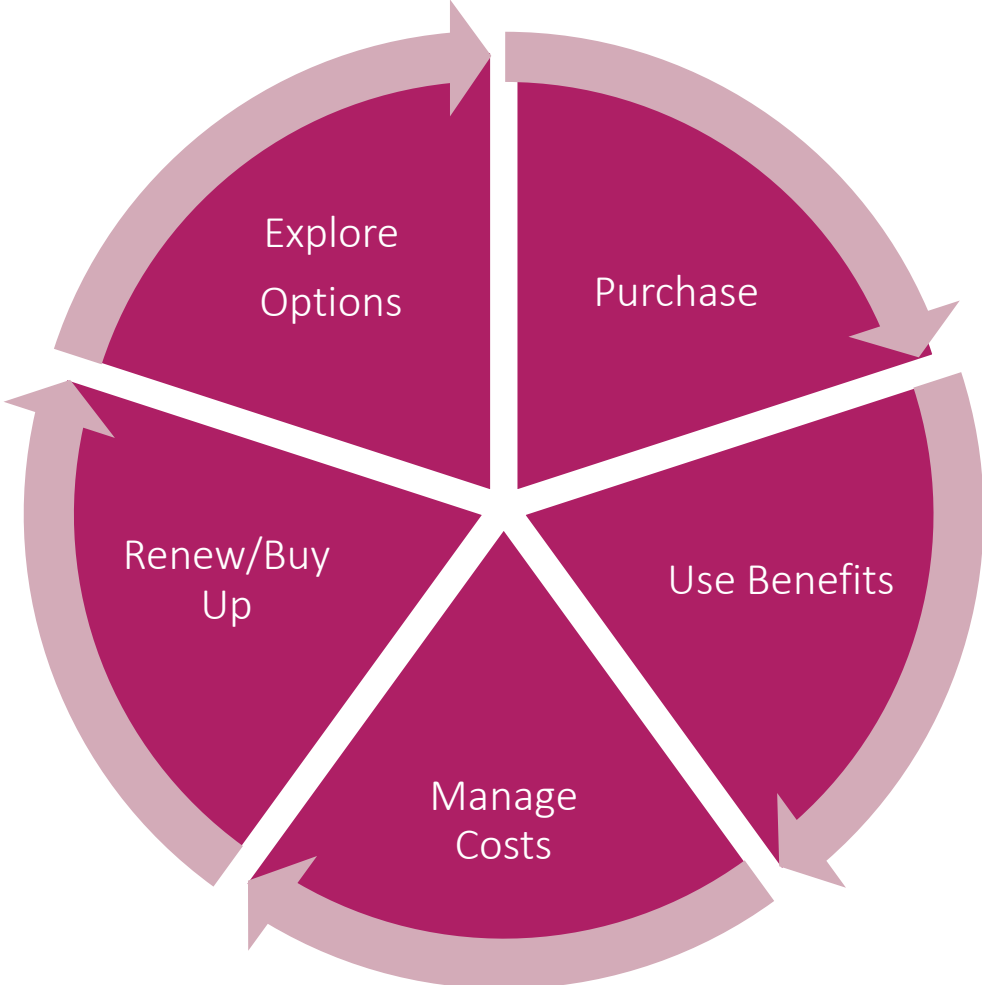 Explore
Options
Purchase
Use Benefits
Manage
Costs
Renew/Buy
Up